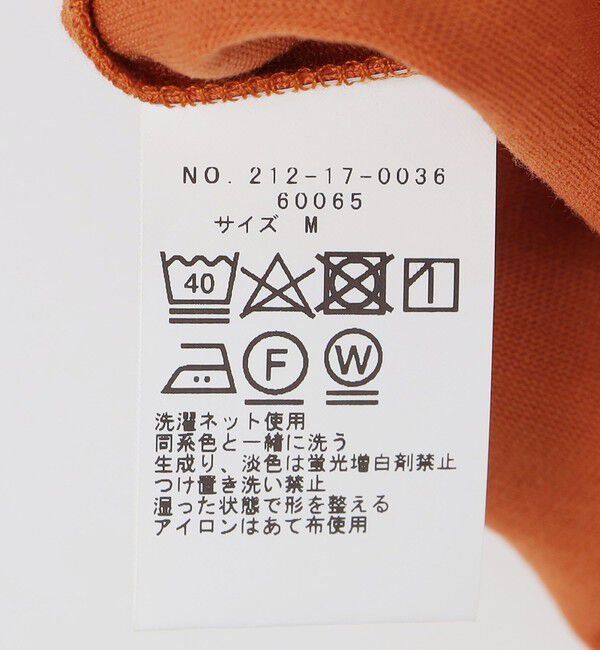 NO. 212-17-0036
60065
サイズ M
40
F W
洗濯ネット使用
同系色と一緒に洗う
生成り、淡色は蛍光増白剤禁止
つけ置き洗い禁止
湿った状態で形を整える
アイロンはあて布使用